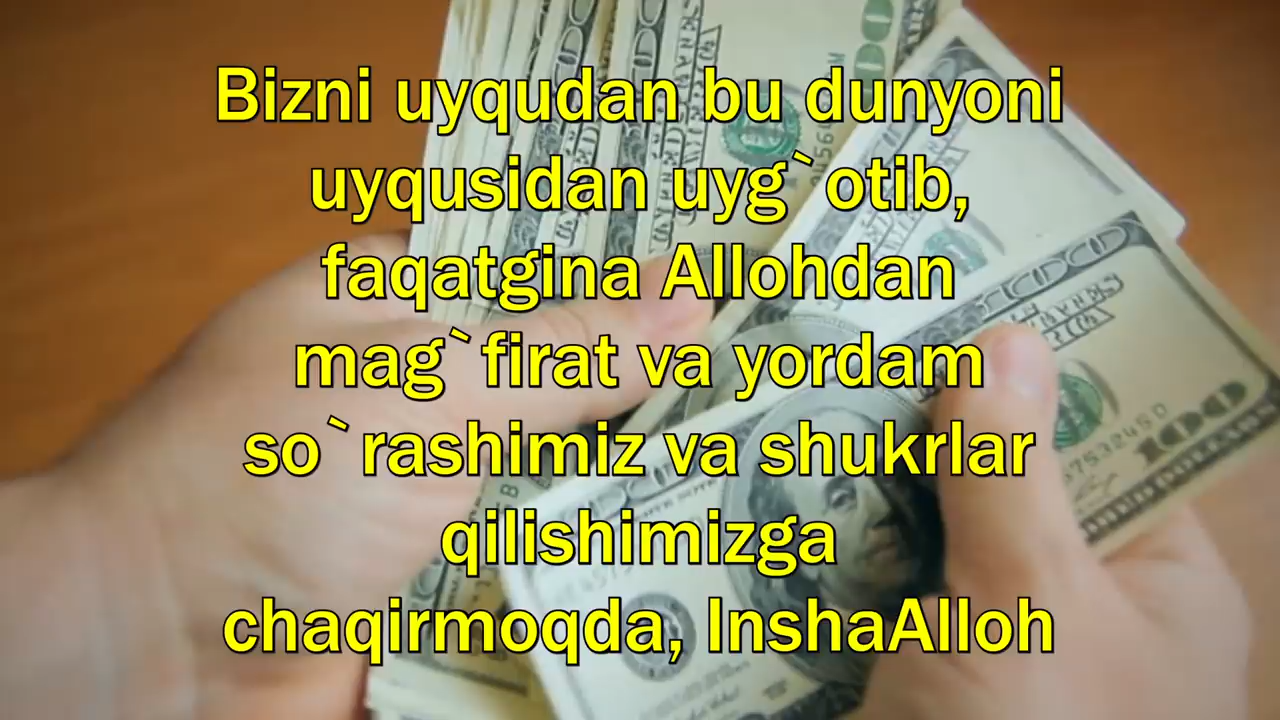 Bizni uyqudan bu dunyoni
uyqusidan uyg`otib,
faqatgina Allohdan
mag`firat va yordam
so`rashimiz va shukrlar
qilishimizga
chaqirmoqda, InshaAlloh
100